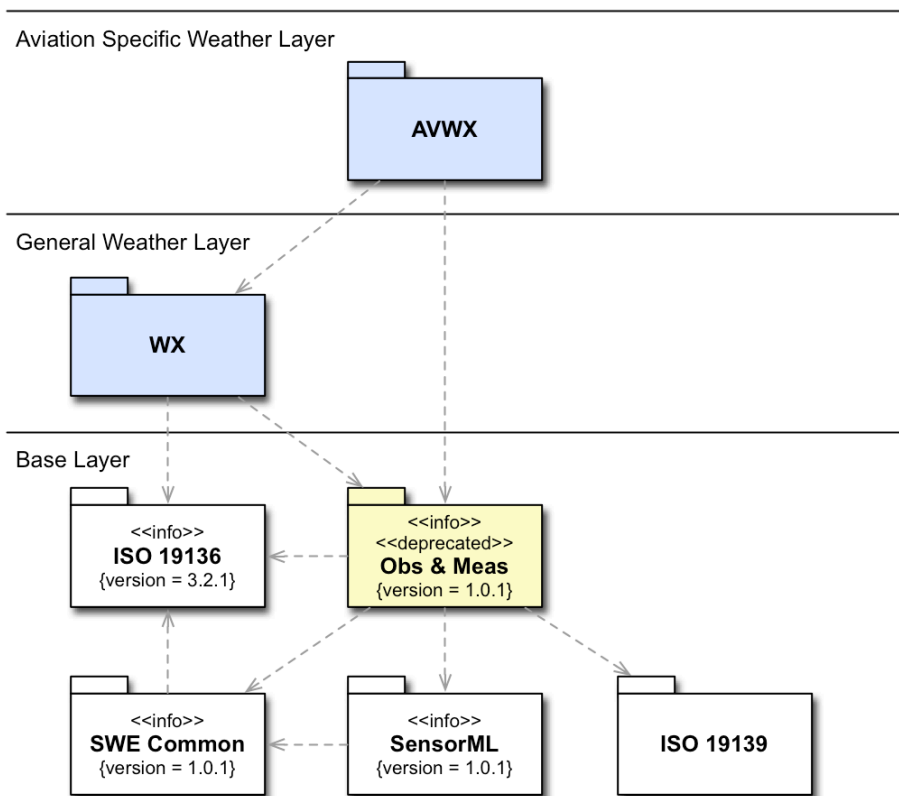 Aviation Specific Weather Layer
AVWX
General Weather Layer
WX
Base Layer
<<info>>
ISO 19136
{version = 3.2.1}
<<info>>
<<deprecated>>
Obs & Meas
{version = 1.0.1}
<<info>>
SWE Common
{version = 1.0.1}
<<info>>
SensorML
{version = 1.0.1}
ISO 19139